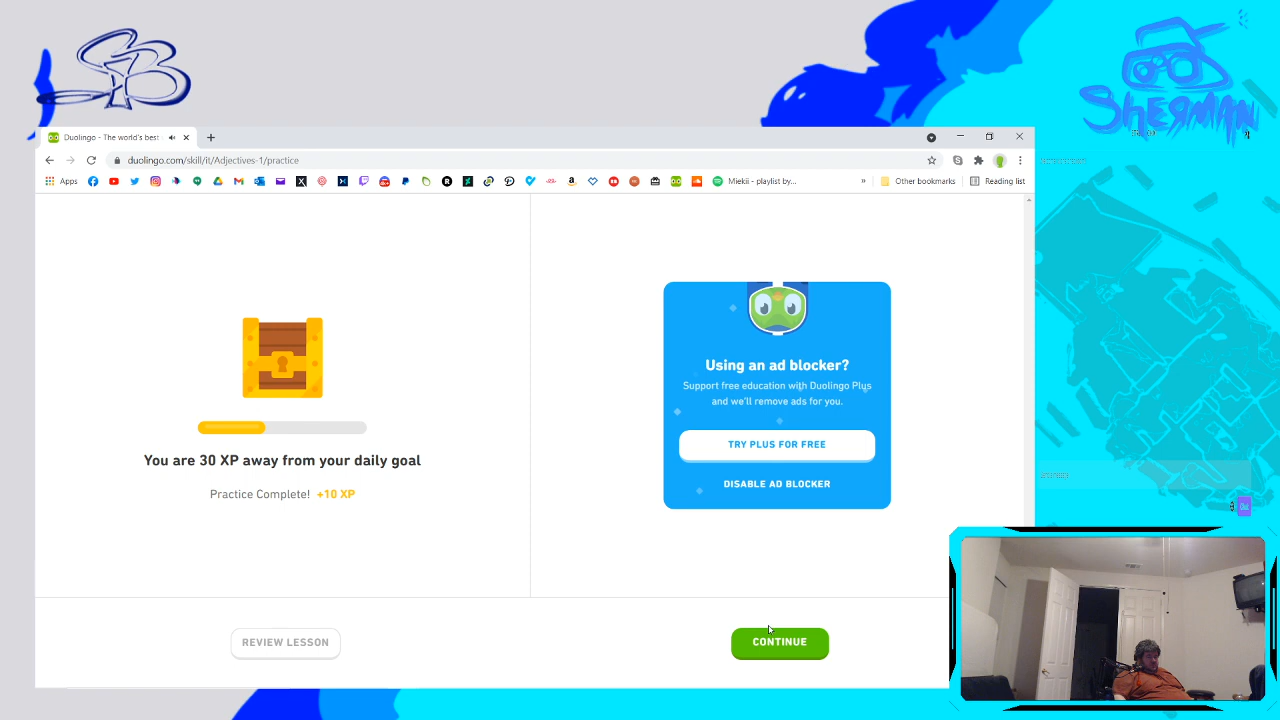 SB
SHERMAN
Duolingo - The world's best
duolingo.com/skill/it/Adjectives-1/practice
Apps
Miekii - playlist by...
»
Other bookmarks
Reading list
You are 30 XP away from your daily goal
Practice Complete! +10 XP
Using an ad blocker?
Support free education with Duolingo Plus
and we'll remove ads for you.
TRY PLUS FOR FREE
DISABLE AD BLOCKER
REVIEW LESSON
CONTINUE